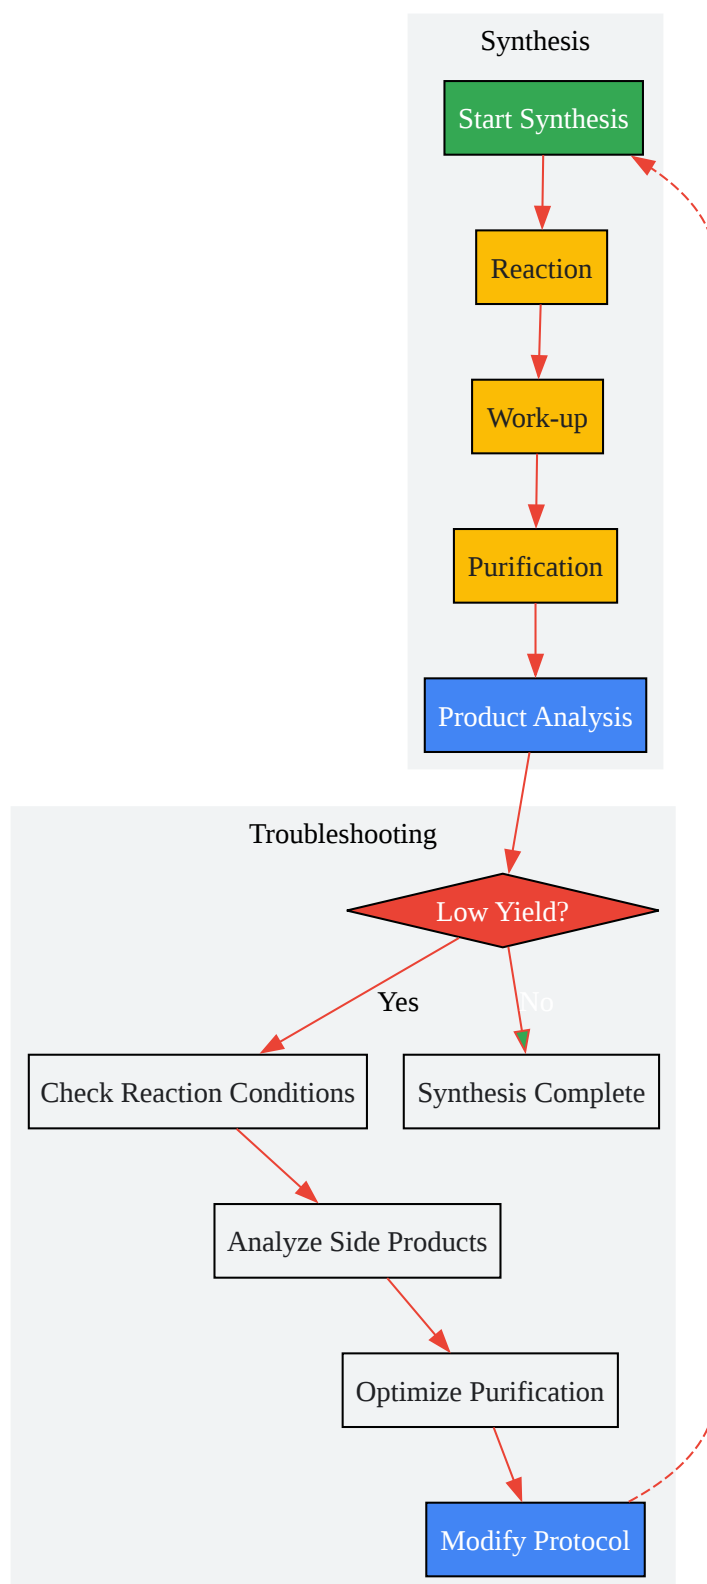 Synthesis
Start Synthesis
Reaction
Work-up
Purification
Product Analysis
Troubleshooting
Low Yield?
Yes
No
Check Reaction Conditions
Synthesis Complete
Analyze Side Products
Optimize Purification
Modify Protocol